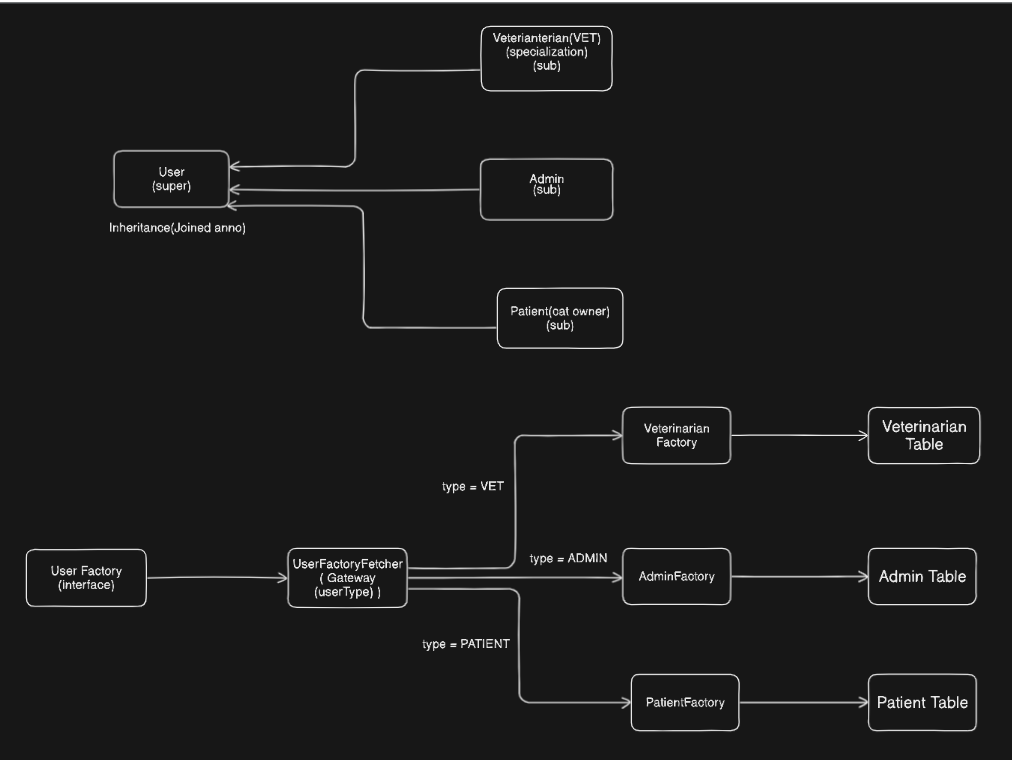 Veterianterian(VET)
(specialization)
(sub)
User
(super)
Admin
(sub)
Inheritance(Joined anno)
Patient(cat owner)
(sub)
Veterinarian
Factory
Veterinarian
Table
type = VET
User Factory
(interface)
UserFactoryFetcher
( Gateway
(userType) )
type = ADMIN
AdminFactory
Admin Table
type = PATIENT
PatientFactory
Patient Table